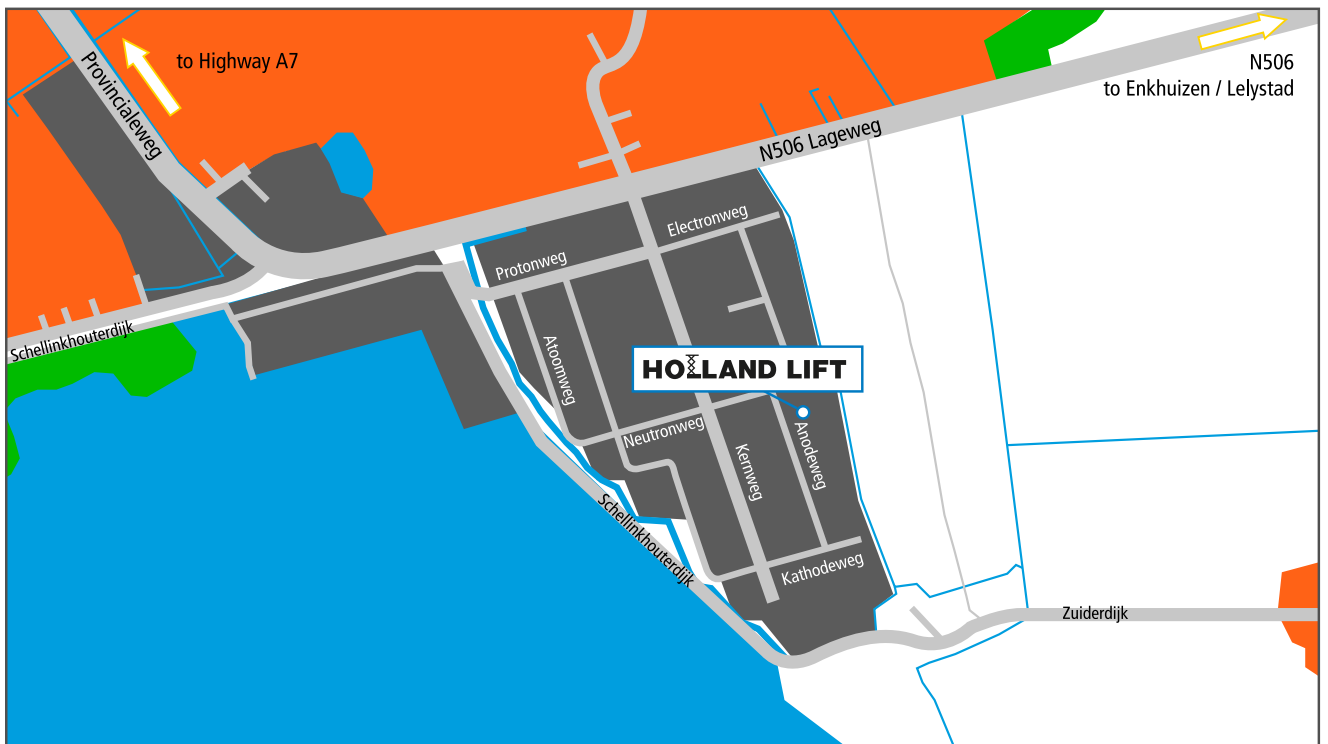 to Highway A7
Provincialeweg
N506
to Enkhuizen / Lelystad
N506 Lageweg
Electronweg
Protonweg
Schellinkhouterdijk
Atoomweg
HOLLAND LIFT
Neutronweg
Kernweg
Anodeweg
Schellinkhouterdijk
Kathodeweg
Zuiderdijk